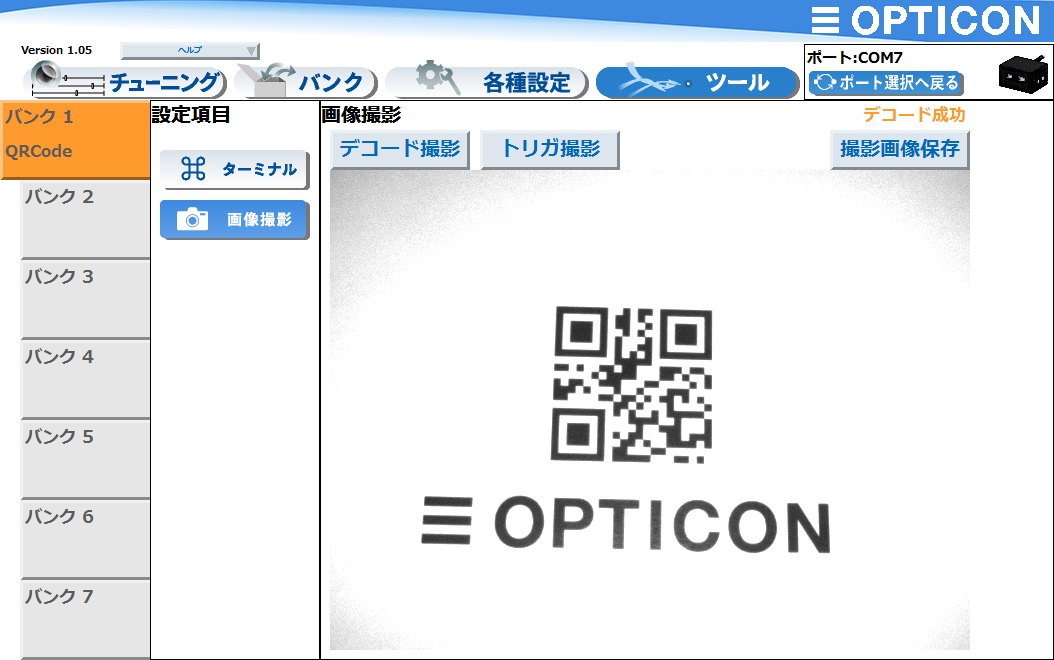 OPTICON
Version 1.05
ヘルプ
チューニング
バンク
各種設定
ツール
ポート:COM7
ポート選択へ戻る
バンク 1
QRCode
バンク 2
バンク 3
バンク 4
バンク 5
バンク 6
バンク 7
設定項目
ターミナル
画像撮影
画像撮影
デコード成功
デコード撮影
トリガ撮影
撮影画像保存
OPTICON